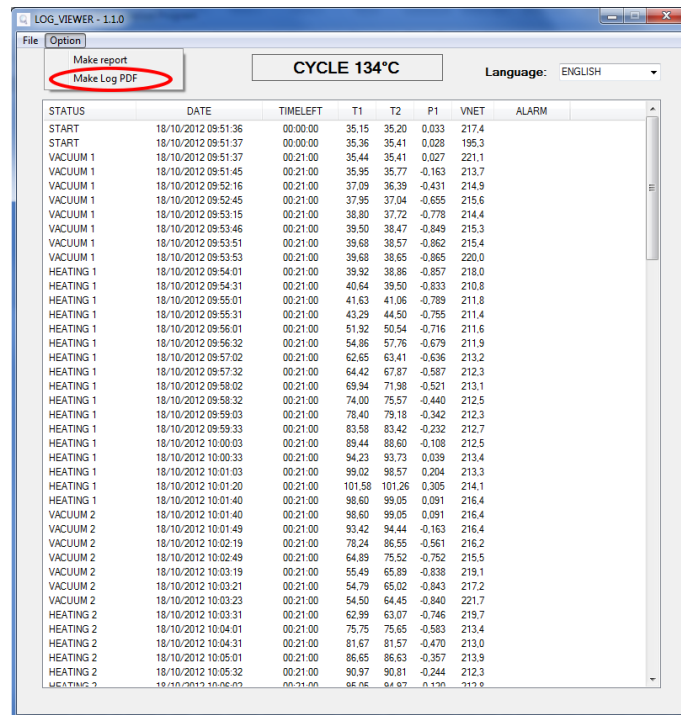 LOG_VIEWER - 1.1.0
File Option
Make report
Make Log PDF
CYCLE 134°C
Language: ENGLISH
STATUS DATE TIMELEFT T1 T2 P1 VNET ALARM
START 18/10/2012 09:51:36 00:00:00 35,15 35,20 0,033 217,4
START 18/10/2012 09:51:37 00:00:00 35,36 35,41 0,028 195,3
VACUUM 1 18/10/2012 09:51:37 00:21:00 35,44 35,41 0,027 221,1
VACUUM 1 18/10/2012 09:51:45 00:21:00 35,95 35,77 -0,163 213,7
VACUUM 1 18/10/2012 09:52:16 00:21:00 37,09 36,39 -0,431 214,9
VACUUM 1 18/10/2012 09:52:45 00:21:00 37,95 37,04 -0,655 215,6
VACUUM 1 18/10/2012 09:53:15 00:21:00 38,80 37,72 -0,778 214,4
VACUUM 1 18/10/2012 09:53:46 00:21:00 39,50 38,47 -0,849 215,3
VACUUM 1 18/10/2012 09:53:51 00:21:00 39,68 38,57 -0,862 215,4
VACUUM 1 18/10/2012 09:53:53 00:21:00 39,68 38,65 -0,865 220,0
HEATING 1 18/10/2012 09:54:01 00:21:00 39,92 38,86 -0,857 218,0
HEATING 1 18/10/2012 09:54:31 00:21:00 40,64 39,50 -0,833 210,8
HEATING 1 18/10/2012 09:55:01 00:21:00 41,63 41,06 -0,789 211,8
HEATING 1 18/10/2012 09:55:31 00:21:00 43,29 44,50 -0,755 211,4
HEATING 1 18/10/2012 09:56:01 00:21:00 51,92 50,54 -0,716 211,6
HEATING 1 18/10/2012 09:56:32 00:21:00 54,86 57,76 -0,679 211,9
HEATING 1 18/10/2012 09:57:02 00:21:00 62,65 63,41 -0,636 213,2
HEATING 1 18/10/2012 09:57:32 00:21:00 64,42 67,87 -0,587 212,3
HEATING 1 18/10/2012 09:58:02 00:21:00 69,94 71,98 -0,521 213,1
HEATING 1 18/10/2012 09:58:32 00:21:00 74,00 75,57 -0,440 212,5
HEATING 1 18/10/2012 09:59:03 00:21:00 78,40 79,18 -0,342 212,3
HEATING 1 18/10/2012 09:59:33 00:21:00 83,58 83,42 -0,232 212,7
HEATING 1 18/10/2012 10:00:03 00:21:00 89,44 88,60 -0,108 212,5
HEATING 1 18/10/2012 10:00:33 00:21:00 94,23 93,73 0,039 213,4
HEATING 1 18/10/2012 10:01:03 00:21:00 99,02 98,57 0,204 213,3
HEATING 1 18/10/2012 10:01:20 00:21:00 101,58 101,26 0,305 214,1
HEATING 1 18/10/2012 10:01:40 00:21:00 98,60 99,05 0,091 216,4
VACUUM 2 18/10/2012 10:01:40 00:21:00 98,60 99,05 0,091 216,4
VACUUM 2 18/10/2012 10:01:49 00:21:00 93,42 94,44 -0,163 216,4
VACUUM 2 18/10/2012 10:02:19 00:21:00 78,24 86,55 -0,561 216,2
VACUUM 2 18/10/2012 10:02:49 00:21:00 64,89 75,52 -0,752 215,5
VACUUM 2 18/10/2012 10:03:19 00:21:00 55,49 65,89 -0,838 219,1
VACUUM 2 18/10/2012 10:03:21 00:21:00 54,79 65,02 -0,843 217,2
VACUUM 2 18/10/2012 10:03:23 00:21:00 54,50 64,45 -0,840 221,7
HEATING 2 18/10/2012 10:03:31 00:21:00 62,99 63,07 -0,746 219,7
HEATING 2 18/10/2012 10:04:01 00:21:00 75,75 75,65 -0,583 213,4
HEATING 2 18/10/2012 10:04:31 00:21:00 81,67 81,57 -0,470 213,0
HEATING 2 18/10/2012 10:05:01 00:21:00 86,65 86,63 -0,357 213,9
HEATING 2 18/10/2012 10:05:32 00:21:00 90,97 90,81 -0,244 212,3
HEATING 2 18/10/2012 10:06:02 00:21:00